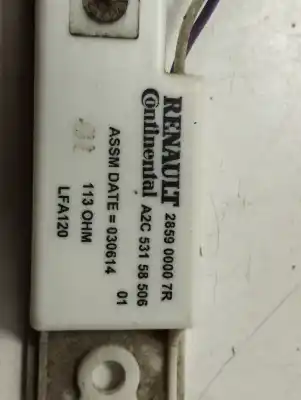 RENAULT 2859 0000 7R
Continental A2C 531 58 506
ASSM DATE = 030614 01
113 OHM
LFA120